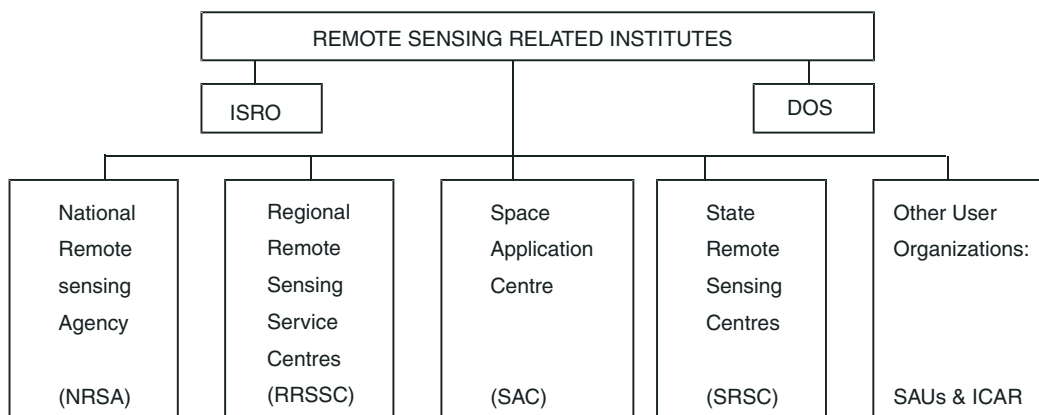 REMOTE SENSING RELATED INSTITUTES
ISRO
DOS
National
Remote
sensing
Agency
(NRSA)
Regional
Remote
Sensing
Service
Centres
(RRSSC)
Space
Application
Centre
(SAC)
State
Remote
Sensing
Centres
(SRSC)
Other User
Organizations:
SAUs & ICAR